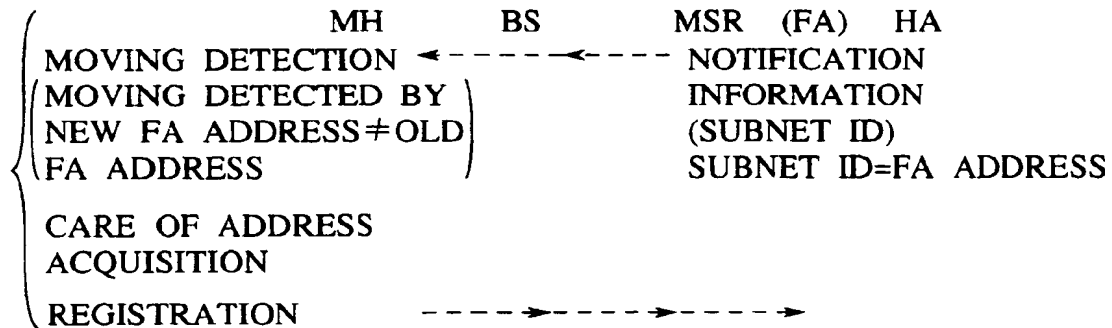 MH BS MSR (FA) HA
MOVING DETECTION NOTIFICATION
MOVING DETECTED BY INFORMATION
NEW FA ADDRESS≠OLD (SUBNET ID)
FA ADDRESS SUBNET ID=FA ADDRESS
CARE OF ADDRESS
ACQUISITION
REGISTRATION